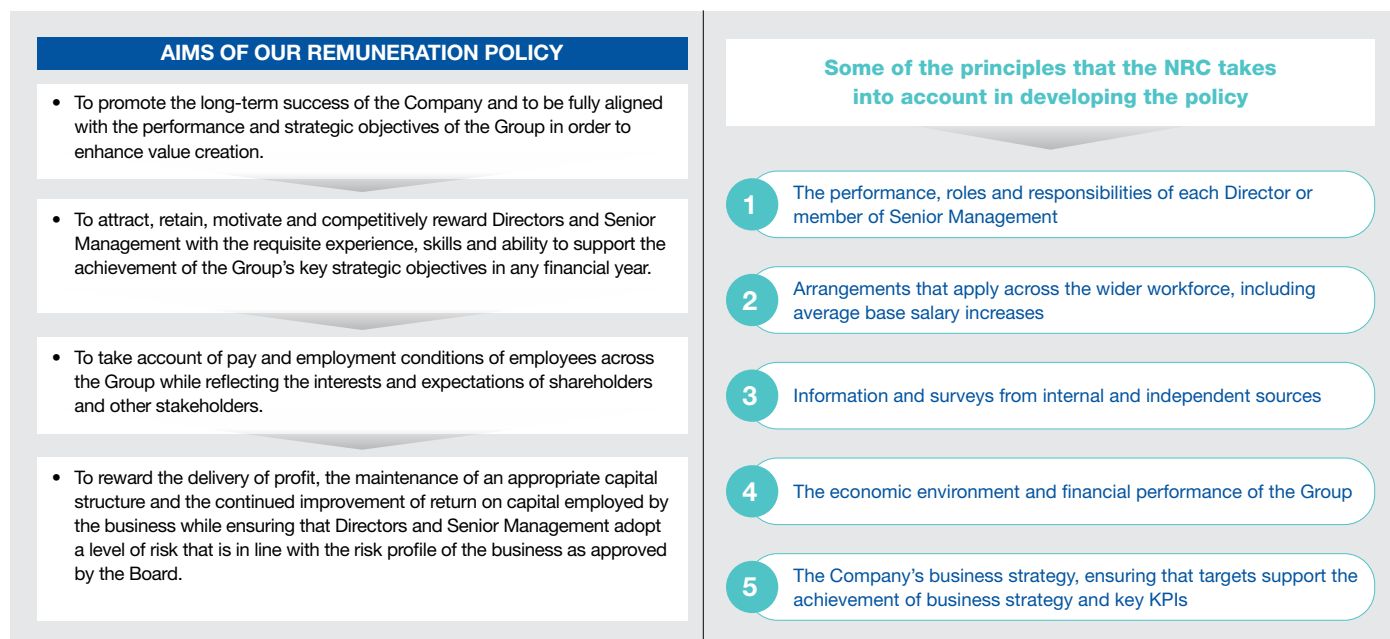 AIMS OF OUR REMUNERATION POLICY
• To promote the long-term success of the Company and to be fully aligned
with the performance and strategic objectives of the Group in order to
enhance value creation.
• To attract, retain, motivate and competitively reward Directors and Senior
Management with the requisite experience, skills and ability to support the
achievement of the Group’s key strategic objectives in any financial year.
• To take account of pay and employment conditions of employees across
the Group while reflecting the interests and expectations of shareholders
and other stakeholders.
• To reward the delivery of profit, the maintenance of an appropriate capital
structure and the continued improvement of return on capital employed by
the business while ensuring that Directors and Senior Management adopt
a level of risk that is in line with the risk profile of the business as approved
by the Board.
Some of the principles that the NRC takes
into account in developing the policy
1
The performance, roles and responsibilities of each Director or
member of Senior Management
2
Arrangements that apply across the wider workforce, including
average base salary increases
3
Information and surveys from internal and independent sources
4
The economic environment and financial performance of the Group
5
The Company’s business strategy, ensuring that targets support the
achievement of business strategy and key KPIs